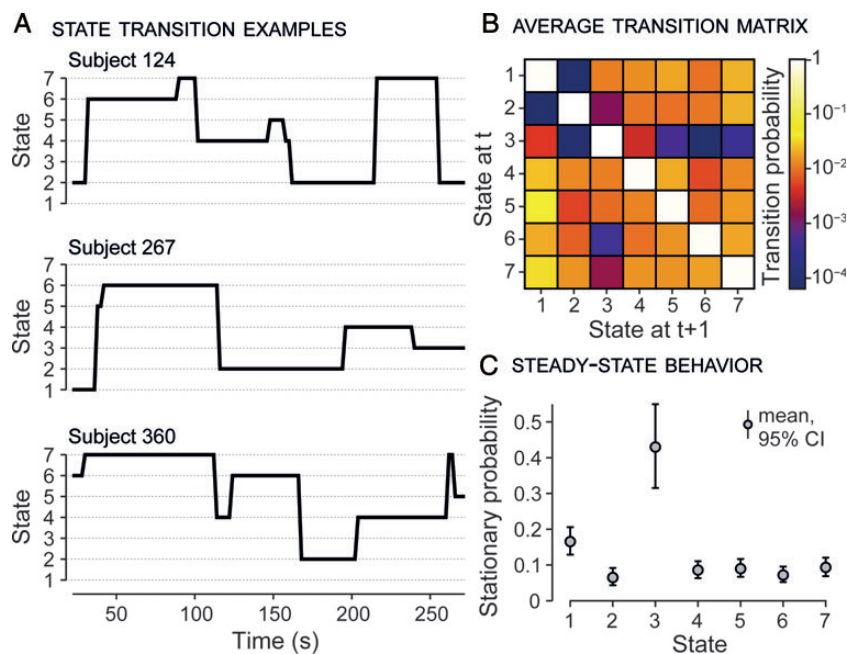 A STATE TRANSITION EXAMPLES
Subject 124
7
6
5
4
3
2
1
State
Subject 267
7
6
5
4
3
2
1
State
Subject 360
7
6
5
4
3
2
1
State
50 100 150 200 250
Time (s)
B AVERAGE TRANSITION MATRIX
1
2
3
4
5
6
7
State at t
1 2 3 4 5 6 7
State at t+1
1
10⁻¹
10⁻²
10⁻³
10⁻⁴
Transition probability
C STEADY-STATE BEHAVIOR
0.5
0.4
0.3
0.2
0.1
0
Stationary probability
mean,
95% CI
1 2 3 4 5 6 7
State